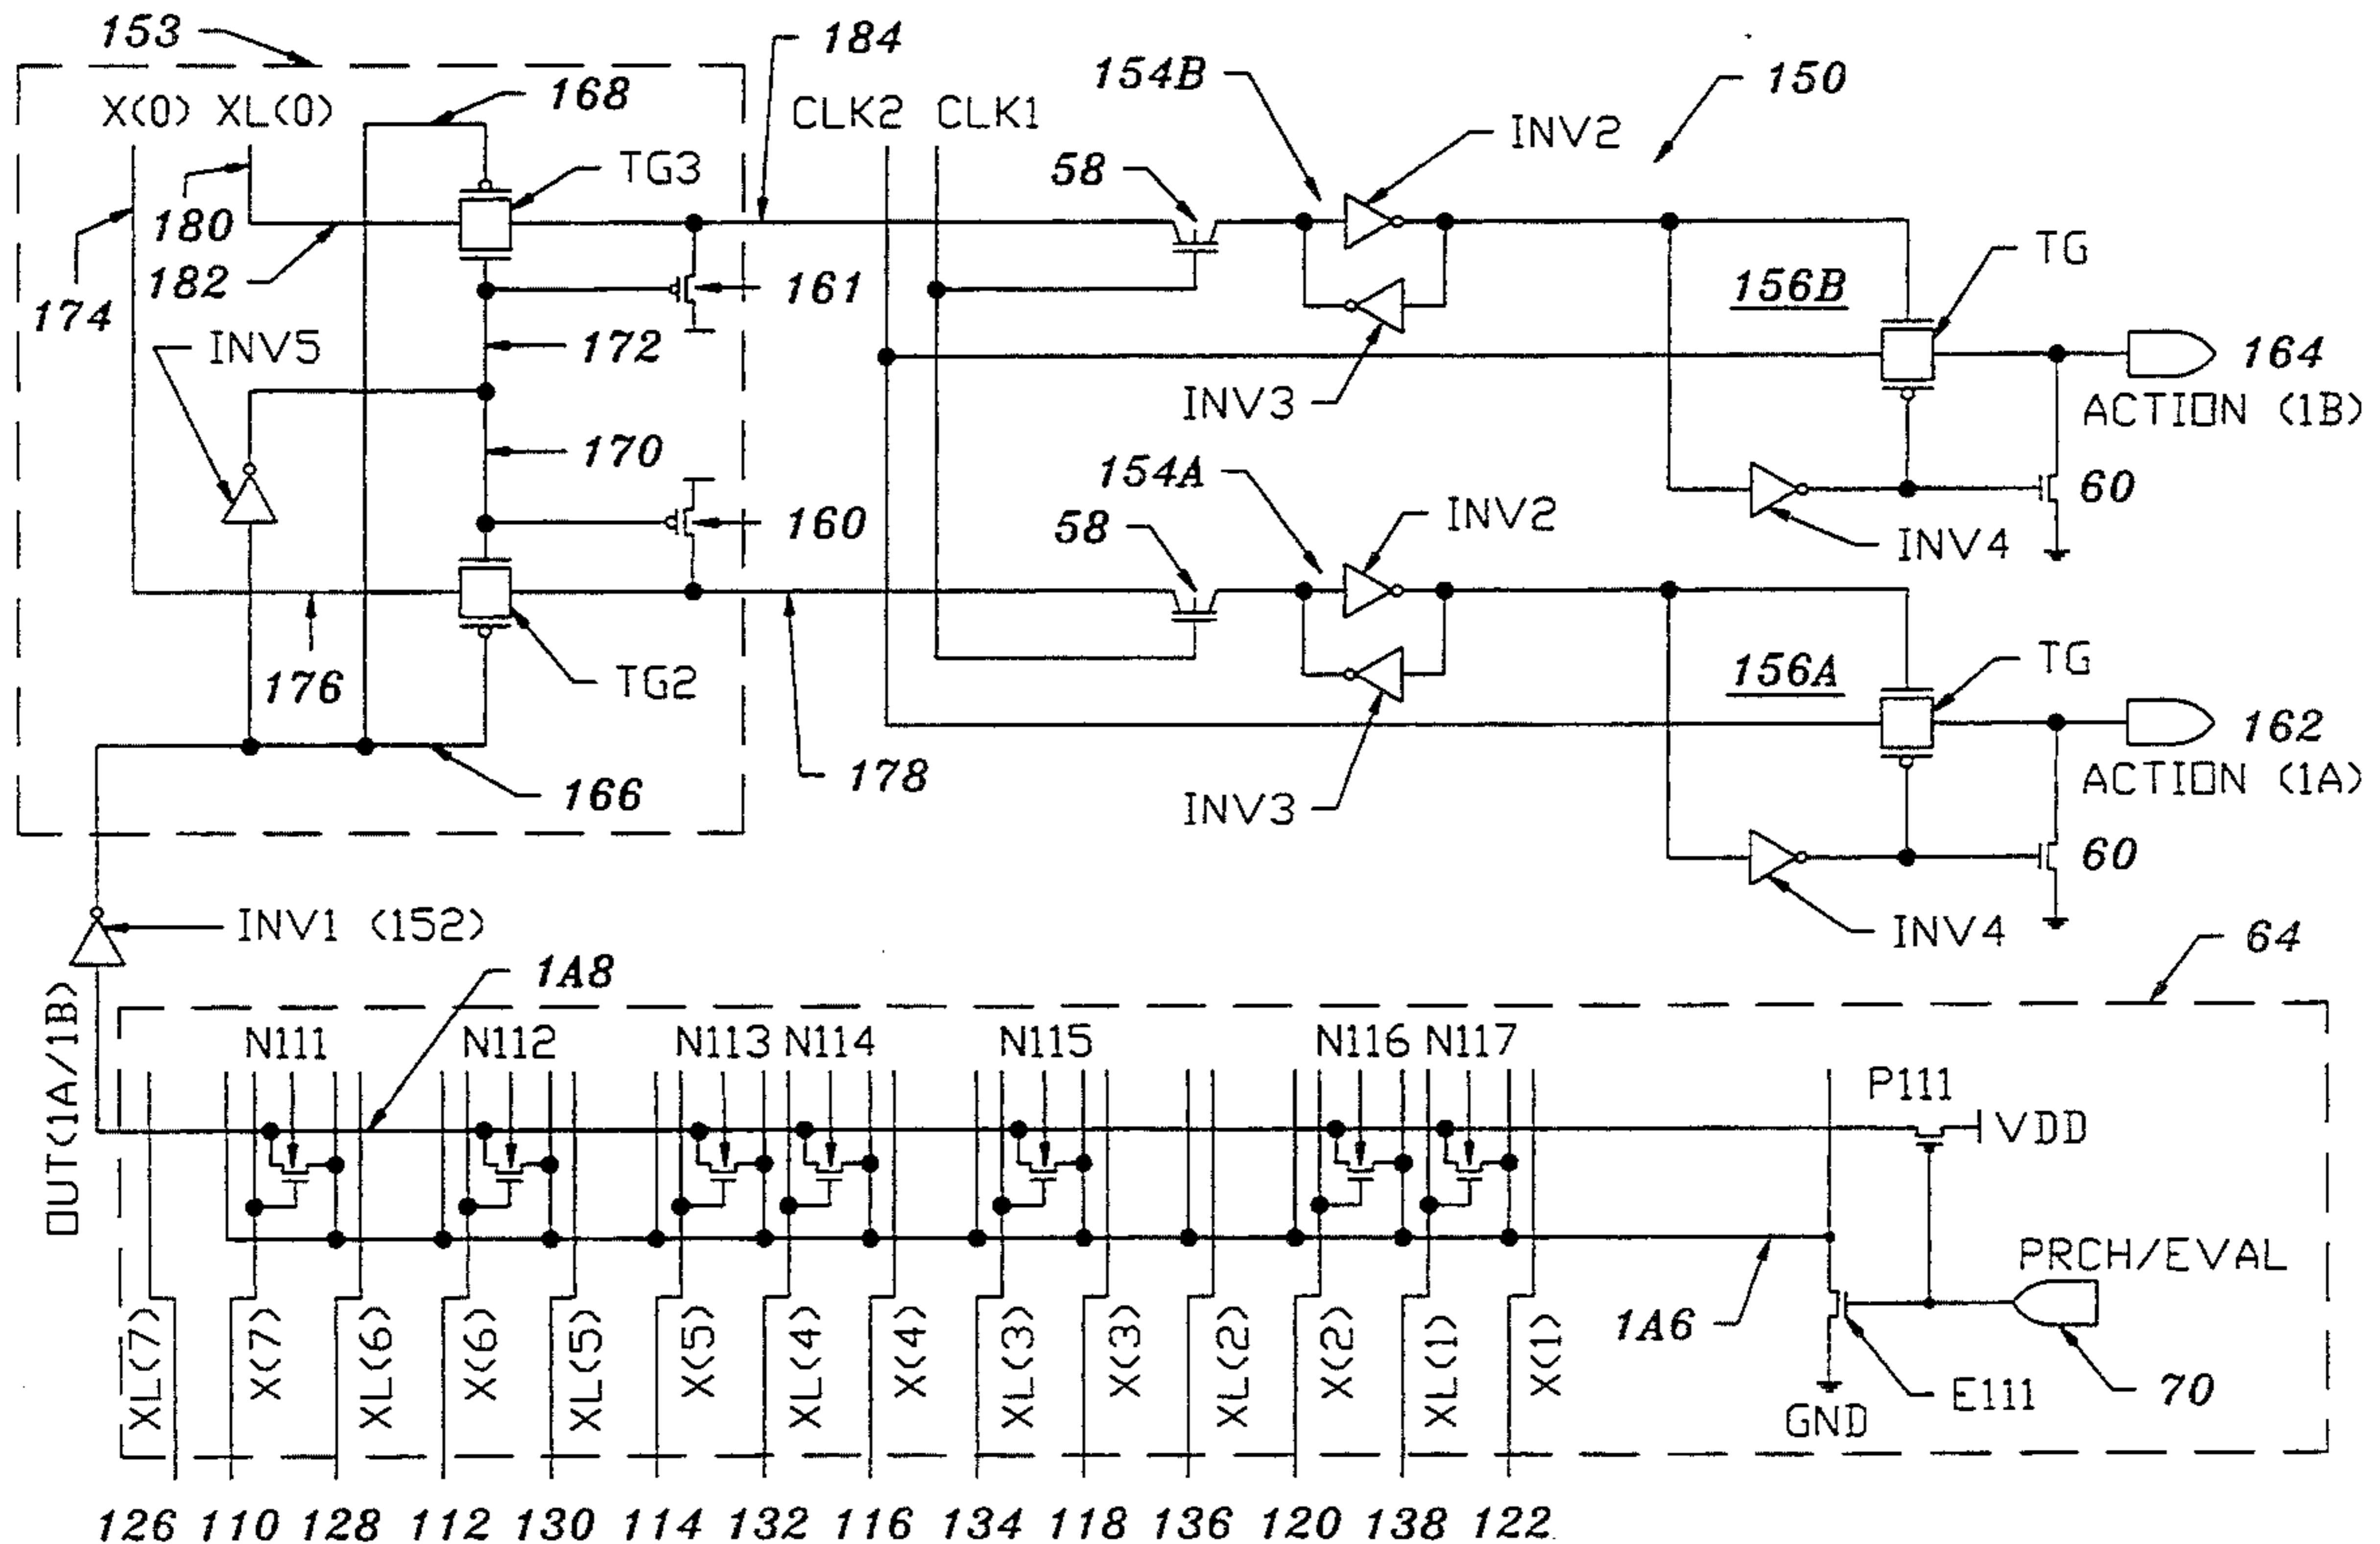 153
184
154B
150
X(0) XL(0)
168
CLK2 CLK1
INV2
TG3
58
180
182
174
161
156B
TG
INV5
172
INV3
164
ACTION (1B)
170
154A
60
160
58
INV2
INV4
176
TG2
156A
TG
178
162
166
INV3
ACTION (1A)
60
INV1 (152)
INV4
64
1A8
OUT(1A/1B)
N111
N112
N113
N114
N115
N116
N117
P111
VDD
PRCH/EVAL
1A6
XL(7)
X(7)
XL(6)
X(6)
XL(5)
X(5)
XL(4)
X(4)
XL(3)
X(3)
XL(2)
X(2)
XL(1)
X(1)
E111
70
GND
126 110 128 112 130 114 132 116 134 118 136 120 138 122